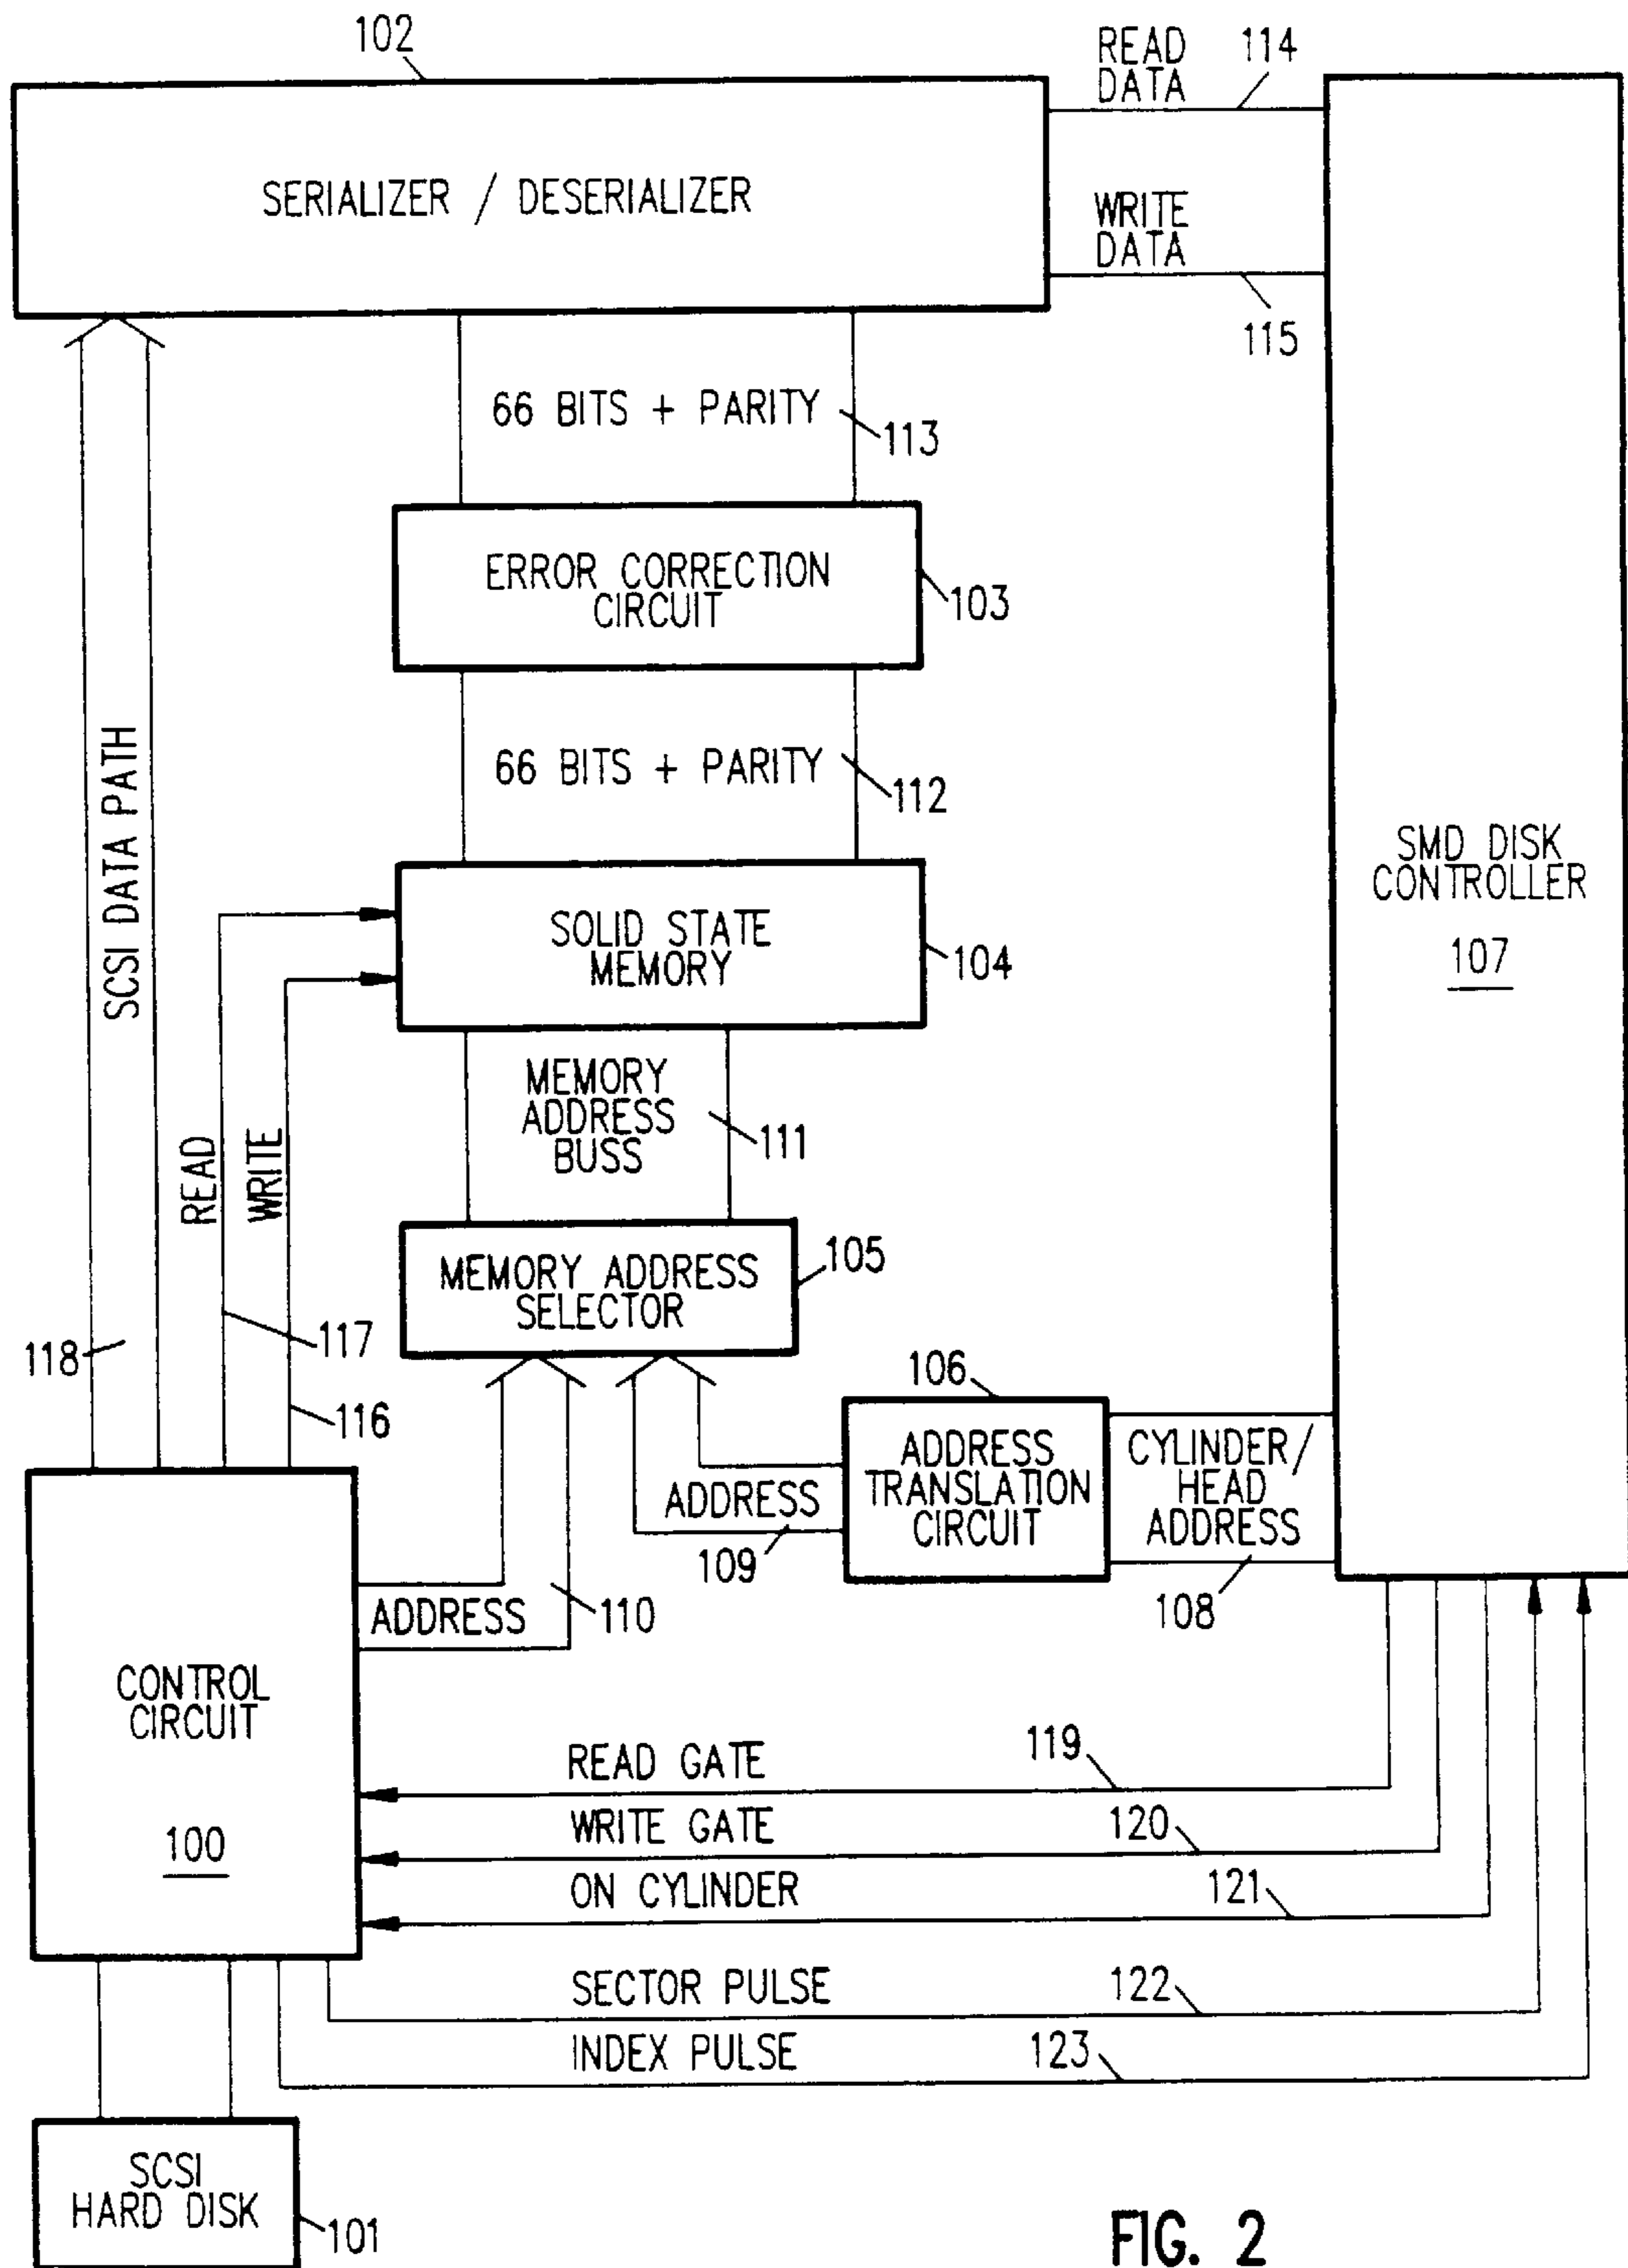 102
READ
DATA
114
SERIALIZER / DESERIALIZER
WRITE
DATA
115
66 BITS + PARITY
113
ERROR CORRECTION
CIRCUIT
103
66 BITS + PARITY
112
SCSI DATA PATH
SMD DISK
CONTROLLER
107
SOLID STATE
MEMORY
104
MEMORY
ADDRESS
BUSS
111
READ
WRITE
MEMORY ADDRESS
SELECTOR
105
118
117
116
106
ADDRESS
TRANSLATION
CIRCUIT
CYLINDER/
HEAD
ADDRESS
ADDRESS
109
108
ADDRESS
110
CONTROL
CIRCUIT
100
READ GATE
119
WRITE GATE
120
ON CYLINDER
121
SECTOR PULSE
122
INDEX PULSE
123
SCSI
HARD DISK
101
FIG. 2